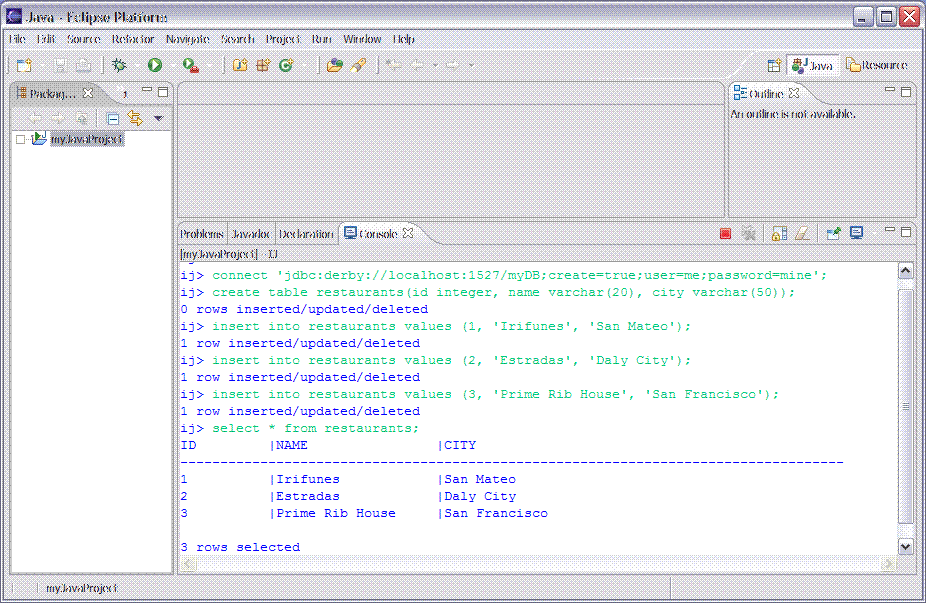 Java - Eclipse Platform
File Edit Source Refactor Navigate Search Project Run Window Help
Java Resource
Packag...
Outline
myJavaProject
An outline is not available.
Problems Javadoc Declaration Console
[myJavaProject] - IJ
ij> connect 'jdbc:derby://localhost:1527/myDB;create=true;user=me;password=mine';
ij> create table restaurants(id integer, name varchar(20), city varchar(50));
0 rows inserted/updated/deleted
ij> insert into restaurants values (1, 'Irifunes', 'San Mateo');
1 row inserted/updated/deleted
ij> insert into restaurants values (2, 'Estradas', 'Daly City');
1 row inserted/updated/deleted
ij> insert into restaurants values (3, 'Prime Rib House', 'San Francisco');
1 row inserted/updated/deleted
ij> select * from restaurants;
ID |NAME |CITY
-----------------------------------------------------------------------------------
1 |Irifunes |San Mateo
2 |Estradas |Daly City
3 |Prime Rib House |San Francisco
3 rows selected
myJavaProject